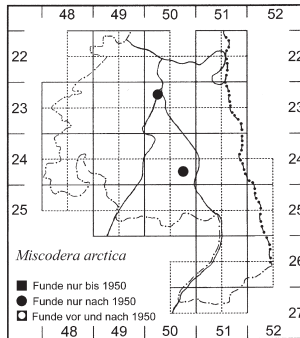 48 49 50 51 52
22 22
23 23
24 24
25 25
Miscodera arctica 26
Funde nur bis 1950
Funde nur nach 1950
Funde vor und nach 1950 27
48 49 50 51 52